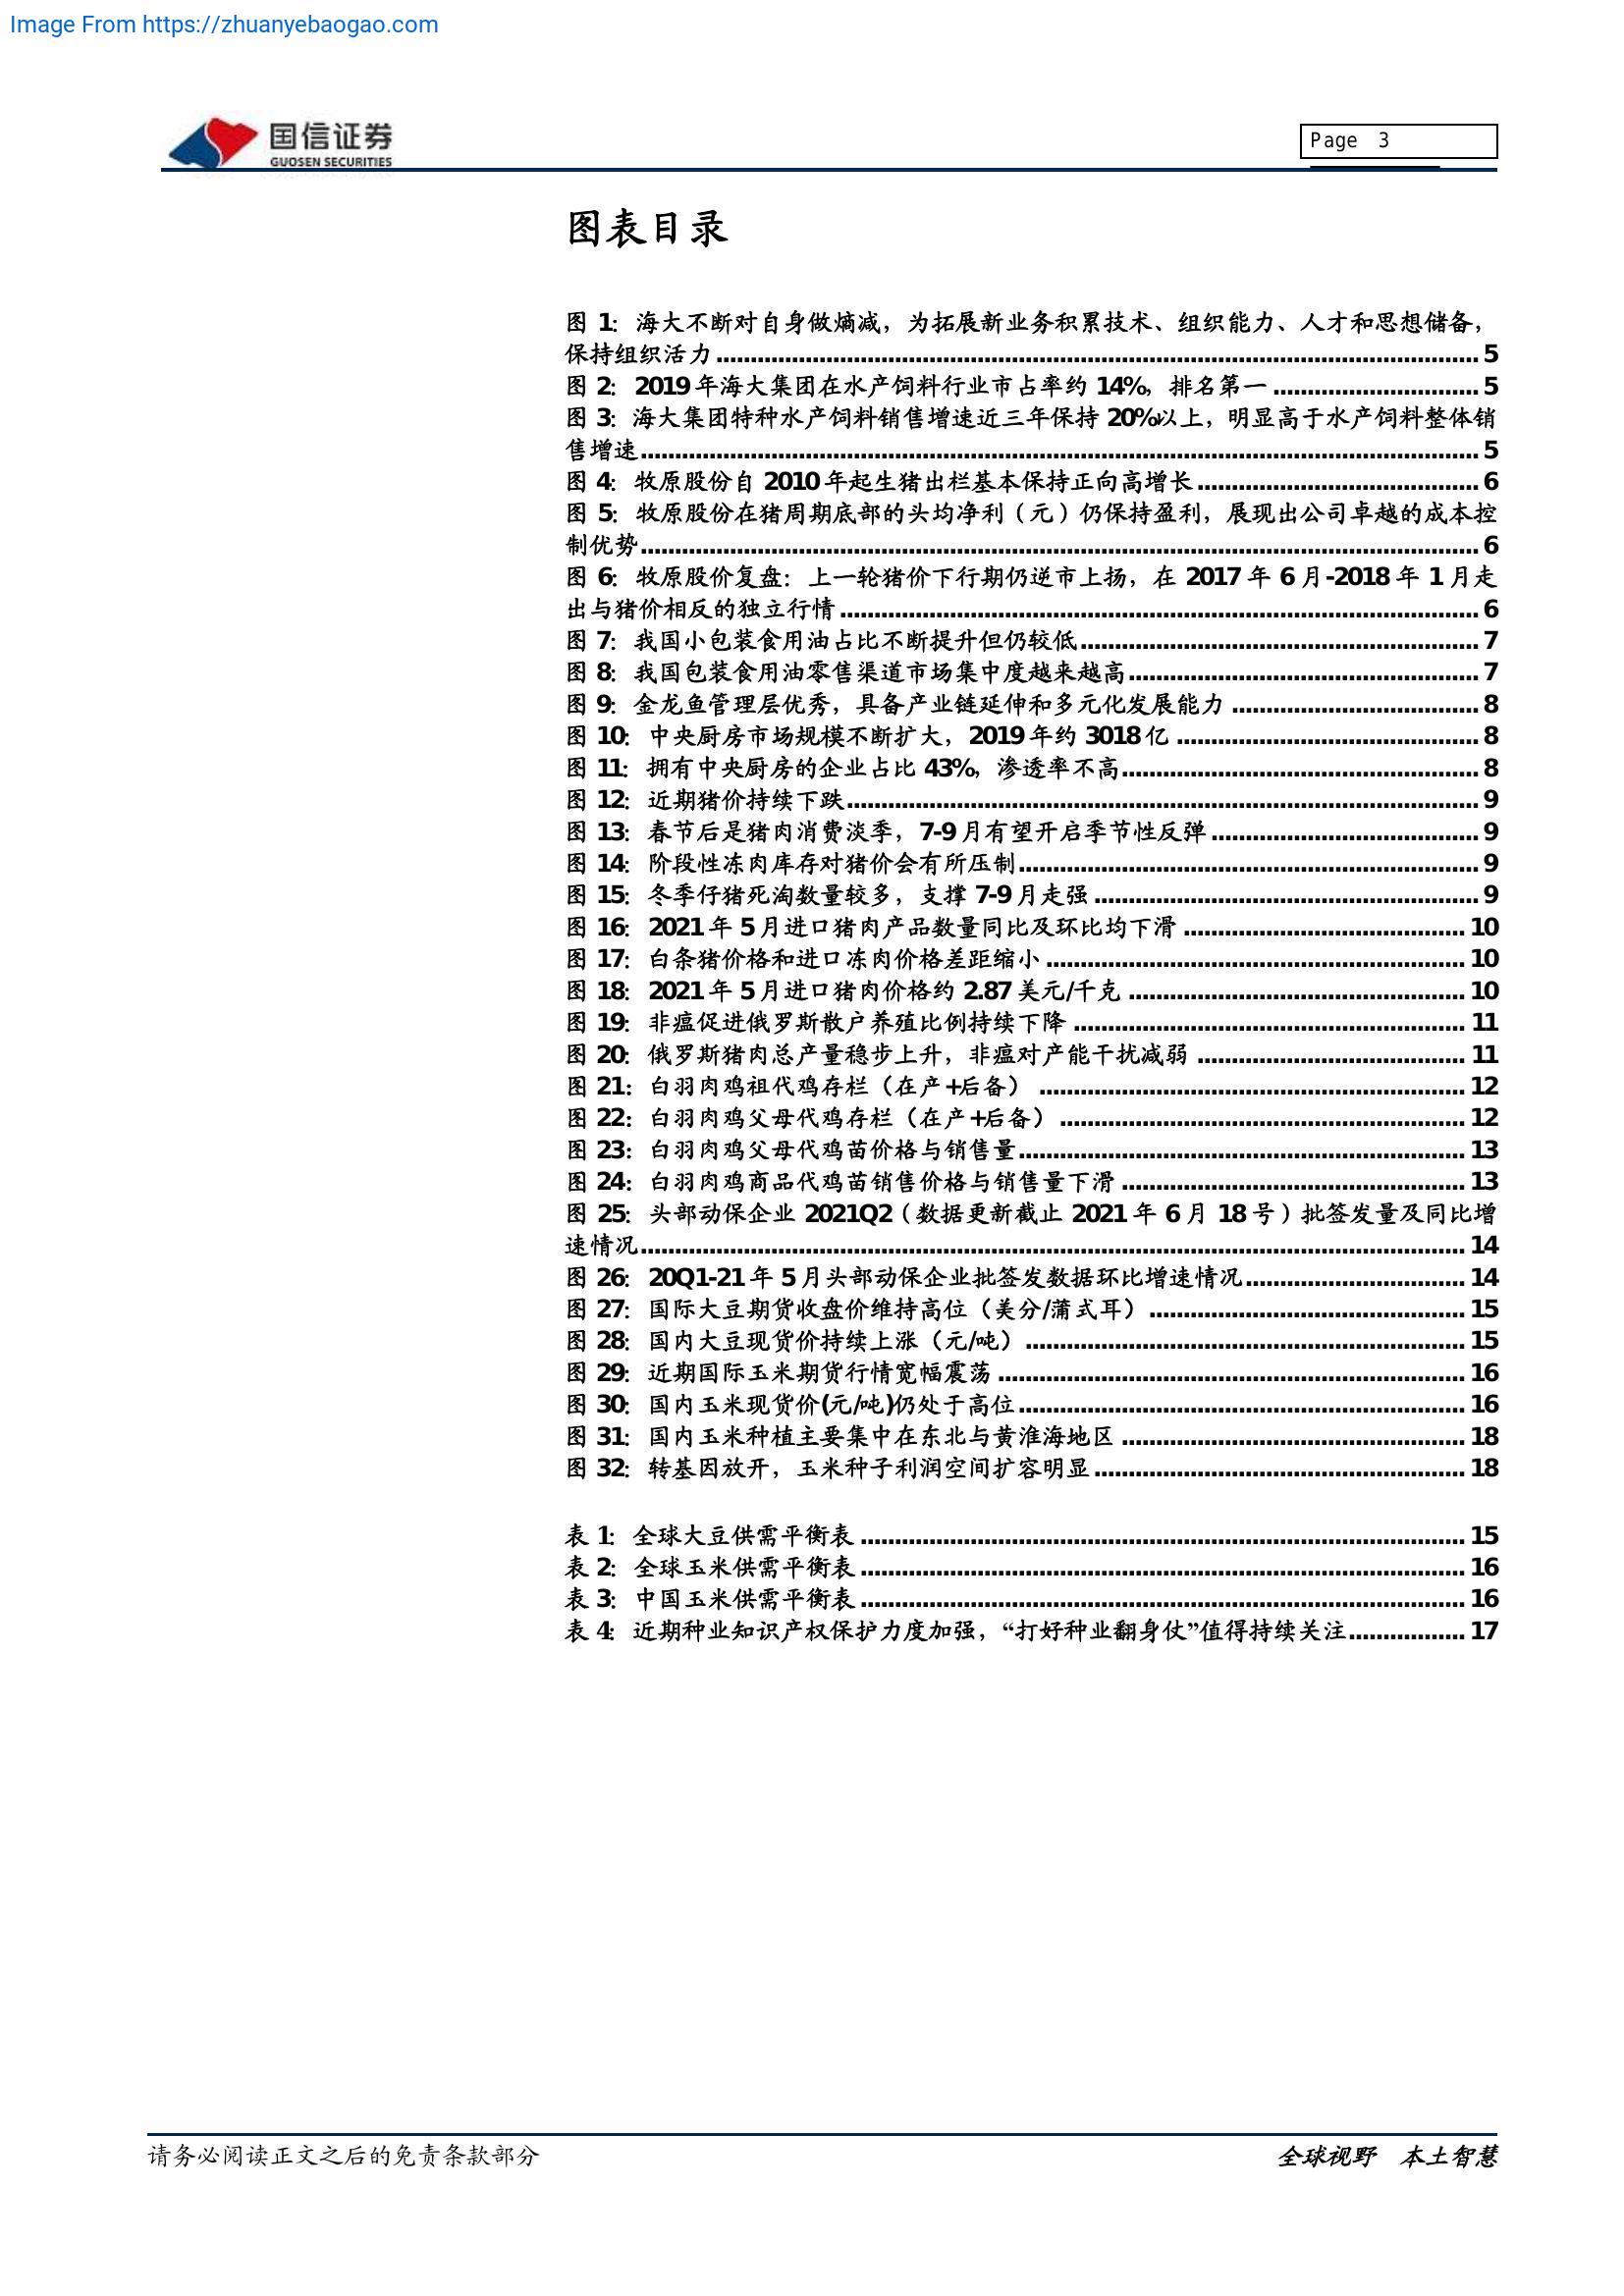 Image From https://zhuanyebaogao.com
国信证券
GUOSEN SECURITIES
Page 3
图表目录
图 1: 海大不断对自身做熵减，为拓展新业务积累技术、组织能力、人才和思想储备，
保持组织活力 ........ 5
图 2: 2019 年海大集团在水产饲料行业市占率约 14%，排名第一 ........ 5
图 3: 海大集团特种水产饲料销售增速近三年保持 20%以上，明显高于水产饲料整体销
售增速 ........ 5
图 4: 牧原股份自 2010 年起生猪出栏基本保持正向高增长 ........ 6
图 5: 牧原股份在猪周期底部的头均净利（元）仍保持盈利，展现出公司卓越的成本控
制优势 ........ 6
图 6: 牧原股价复盘：上一轮猪价下行期仍逆市上扬，在 2017 年 6 月-2018 年 1 月走
出与猪价相反的独立行情 ........ 6
图 7: 我国小包装食用油占比不断提升但仍较低 ........ 7
图 8: 我国包装食用油零售渠道市场集中度越来越高 ........ 7
图 9: 金龙鱼管理层优秀，具备产业链延伸和多元化发展能力 ........ 8
图 10: 中央厨房市场规模不断扩大，2019 年约 3018 亿 ........ 8
图 11: 拥有中央厨房的企业占比 43%，渗透率不高 ........ 8
图 12: 近期猪价持续下跌 ........ 9
图 13: 春节后是猪肉消费淡季，7-9 月有望开启季节性反弹 ........ 9
图 14: 阶段性冻肉库存对猪价会有所压制 ........ 9
图 15: 冬季仔猪死淘数量较多，支撑 7-9 月走强 ........ 9
图 16: 2021 年 5 月进口猪肉产品数量同比及环比均下滑 ........ 10
图 17: 白条猪价格和进口冻肉价格差距缩小 ........ 10
图 18: 2021 年 5 月进口猪肉价格约 2.87 美元/千克 ........ 10
图 19: 非瘟促进俄罗斯散户养殖比例持续下降 ........ 11
图 20: 俄罗斯猪肉总产量稳步上升，非瘟对产能干扰减弱 ........ 11
图 21: 白羽肉鸡祖代鸡存栏（在产+后备） ........ 12
图 22: 白羽肉鸡父母代鸡存栏（在产+后备） ........ 12
图 23: 白羽肉鸡父母代鸡苗价格与销售量 ........ 13
图 24: 白羽肉鸡商品代鸡苗销售价格与销售量下滑 ........ 13
图 25: 头部动保企业 2021Q2（数据更新截止 2021 年 6 月 18 号）批签发量及同比增
速情况 ........ 14
图 26: 20Q1-21 年 5 月头部动保企业批签发数据环比增速情况 ........ 14
图 27: 国际大豆期货收盘价维持高位（美分/蒲式耳） ........ 15
图 28: 国内大豆现货价持续上涨（元/吨） ........ 15
图 29: 近期国际玉米期货行情宽幅震荡 ........ 16
图 30: 国内玉米现货价(元/吨)仍处于高位 ........ 16
图 31: 国内玉米种植主要集中在东北与黄淮海地区 ........ 18
图 32: 转基因放开，玉米种子利润空间扩容明显 ........ 18
表 1: 全球大豆供需平衡表 ........ 15
表 2: 全球玉米供需平衡表 ........ 16
表 3: 中国玉米供需平衡表 ........ 16
表 4: 近期种业知识产权保护力度加强，“打好种业翻身仗”值得持续关注 ........ 17
请务必阅读正文之后的免责条款部分
全球视野 本土智慧